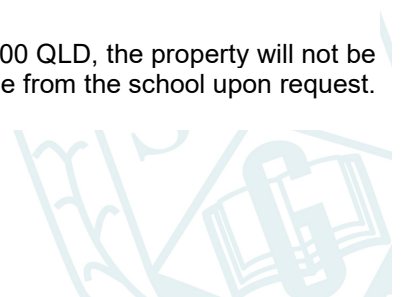 00 QLD, the property will not be
e from the school upon request.
G